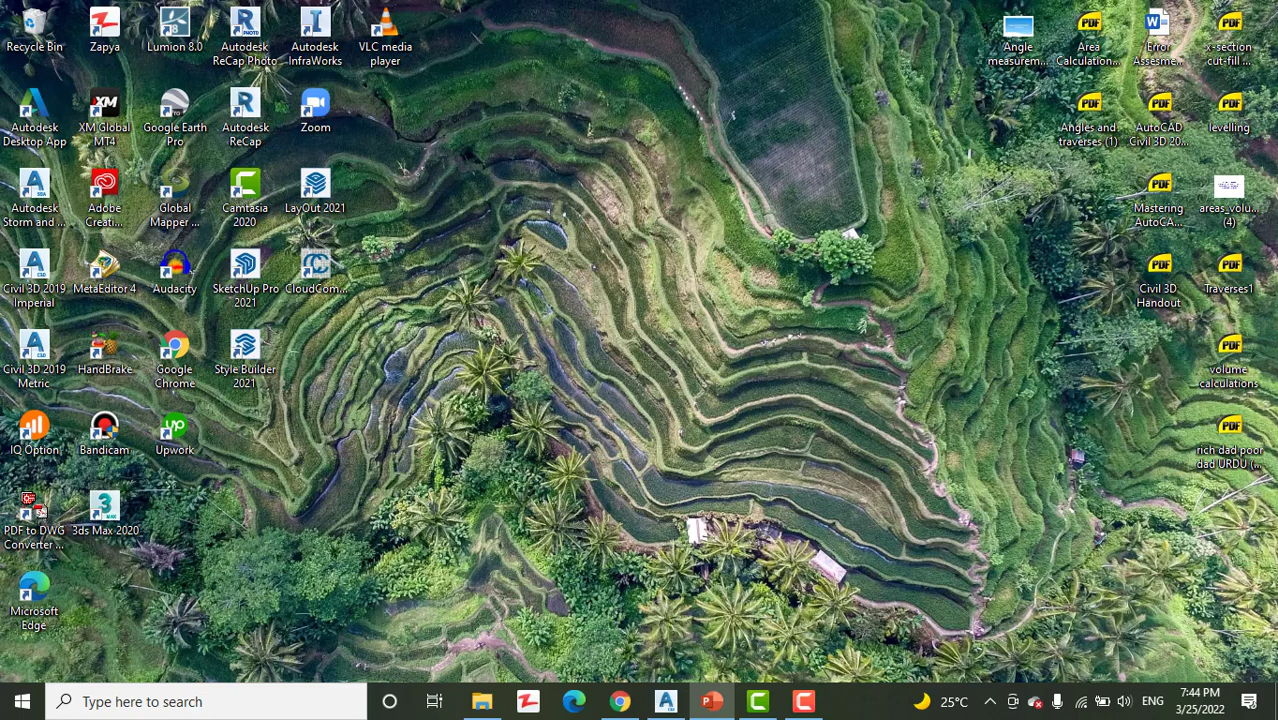 Recycle Bin
Zapya
Lumion 8.0
Autodesk
ReCap Photo
Autodesk
InfraWorks
VLC media
player
Angle
measurem...
Area
Calculation...
Error
Assesme...
x-section
cut-fill ...
Autodesk
Desktop App
XM Global
MT4
Google Earth
Pro
Autodesk
ReCap
Zoom
Angles and
traverses (1)
AutoCAD
Civil 3D 20...
levelling
Autodesk
Storm and ...
Adobe
Creati...
Global
Mapper ...
Camtasia
2020
LayOut 2021
Mastering
AutoCA...
areas_volu...
(4)
Civil 3D 2019
Imperial
MetaEditor 4
Audacity
SketchUp Pro
2021
CloudCom...
Civil 3D
Handout
Traverses1
Civil 3D 2019
Metric
HandBrake
Google
Chrome
Style Builder
2021
volume
calculations
IQ Option
Bandicam
Upwork
rich dad poor
dad URDU (...
PDF to DWG
Converter ...
3ds Max 2020
Microsoft
Edge
Type here to search
25°C
ENG
7:44 PM
3/25/2022